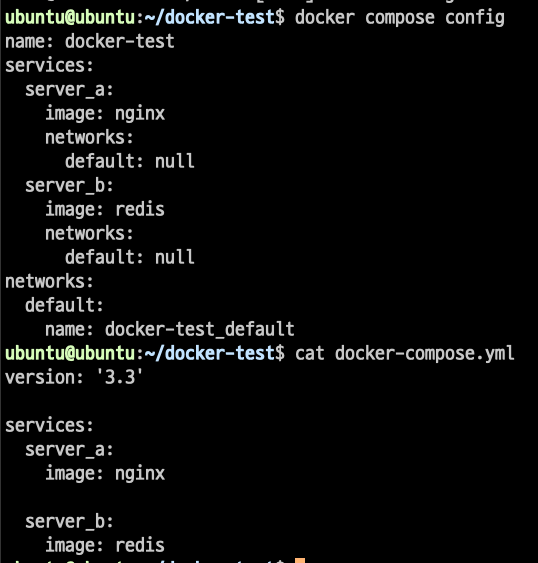 ubuntu@ubuntu:~/docker-test$ docker compose config
name: docker-test
services:
  server_a:
    image: nginx
    networks:
      default: null
  server_b:
    image: redis
    networks:
      default: null
networks:
  default:
    name: docker-test_default
ubuntu@ubuntu:~/docker-test$ cat docker-compose.yml
version: '3.3'

services:
  server_a:
    image: nginx

  server_b:
    image: redis